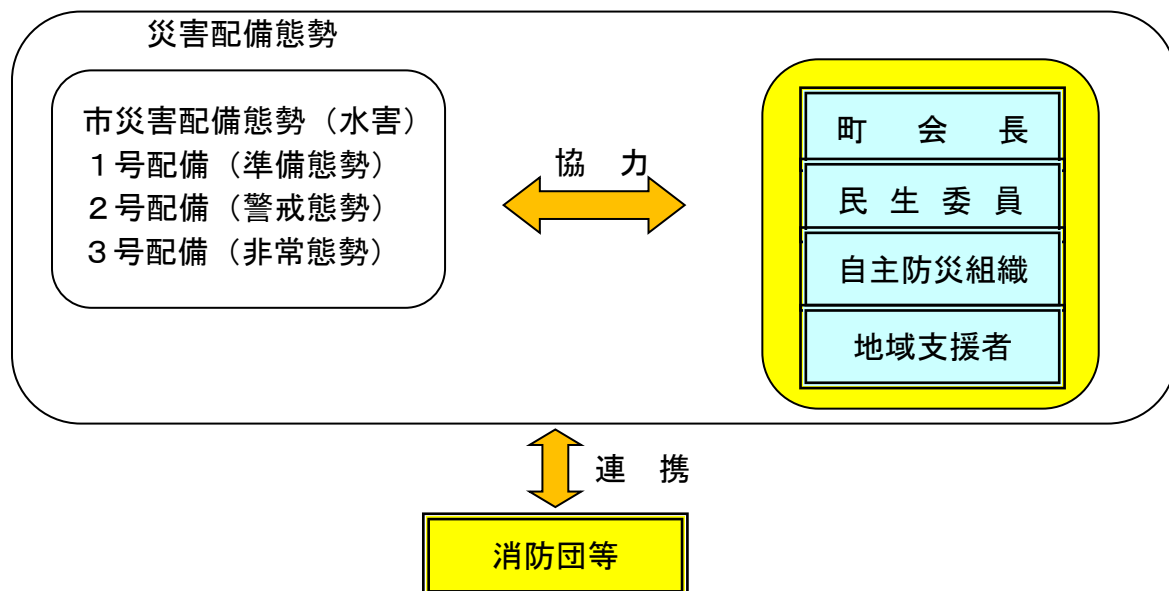 災害配備態勢
市災害配備態勢（水害）
１号配備（準備態勢）
２号配備（警戒態勢）
３号配備（非常態勢）
協　力
町　会　長
民 生 委 員
自主防災組織
地域支援者
連　携
消防団等